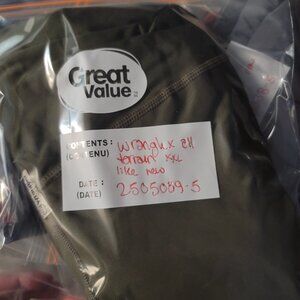 Great
Value
CONTENTS :
(CONTENU)
wrangler all
terrain xxl
like new
DATE :
(DATE)
2505089-5